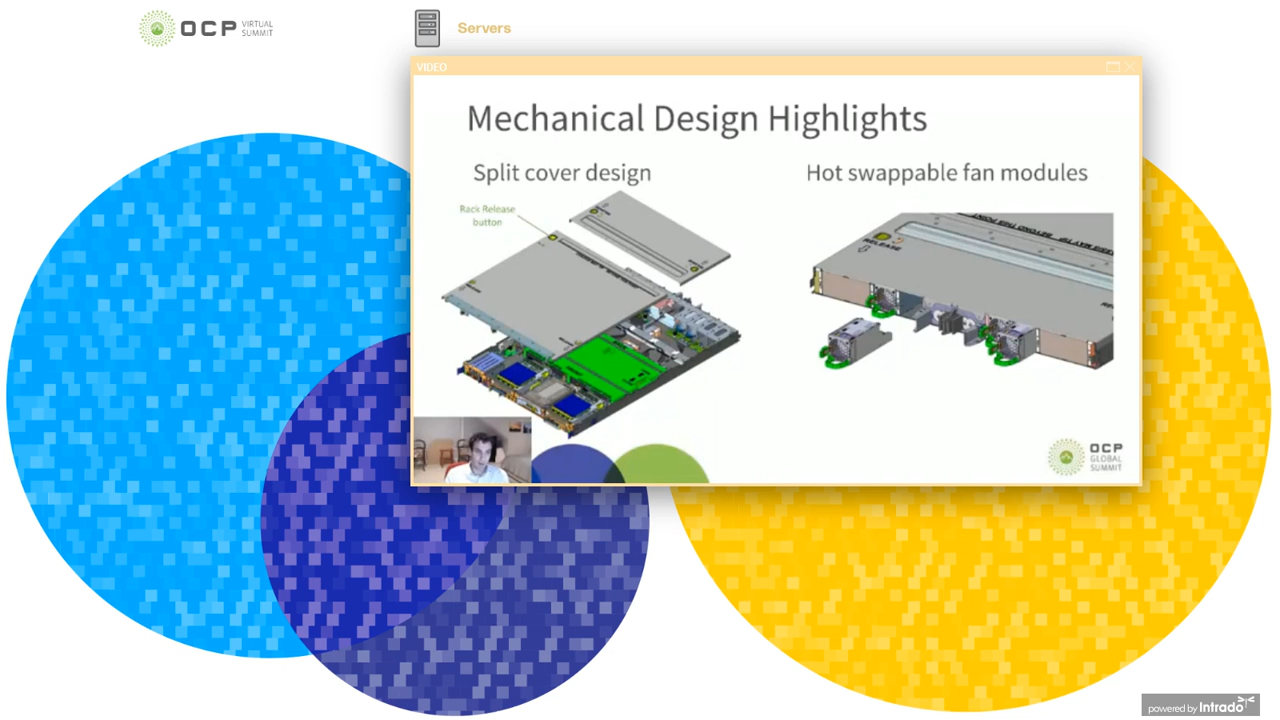 OCP VIRTUAL
SUMMIT
Servers
VIDEO
Mechanical Design Highlights
Split cover design
Hot swappable fan modules
Rack Release
button
RELEASE
OCP
GLOBAL
SUMMIT
powered by Intrado